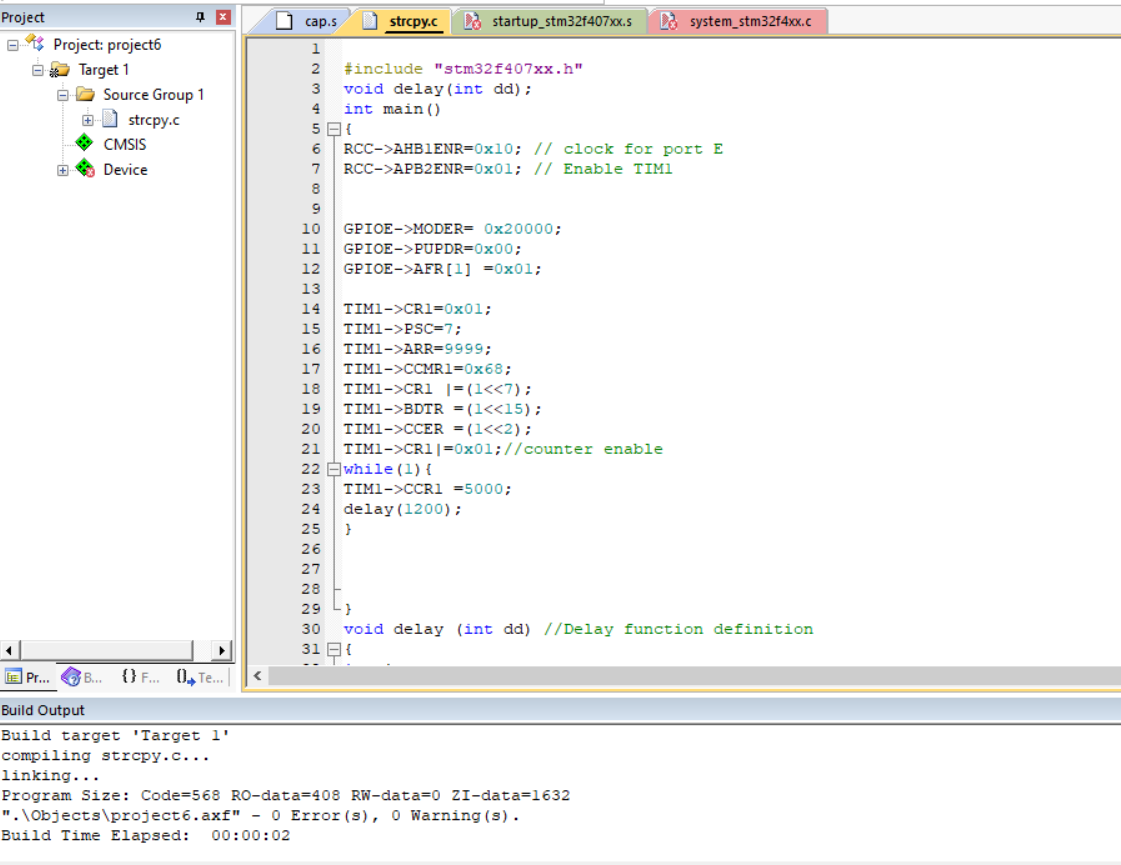 Project
Project: project6
Target 1
Source Group 1
strcpy.c
CMSIS
Device
Pr... B... {} F... Te...
cap.s strcpy.c startup_stm32f407xx.s system_stm32f4xx.c
1
2 #include "stm32f407xx.h"
3 void delay(int dd);
4 int main()
5 {
6 RCC->AHB1ENR=0x10; // clock for port E
7 RCC->APB2ENR=0x01; // Enable TIM1
8
9
10 GPIOE->MODER= 0x20000;
11 GPIOE->PUPDR=0x00;
12 GPIOE->AFR[1] =0x01;
13
14 TIM1->CR1=0x01;
15 TIM1->PSC=7;
16 TIM1->ARR=9999;
17 TIM1->CCMR1=0x68;
18 TIM1->CR1 |=(1<<7);
19 TIM1->BDTR =(1<<15);
20 TIM1->CCER =(1<<2);
21 TIM1->CR1|=0x01;//counter enable
22 while(1){
23 TIM1->CCR1 =5000;
24 delay(1200);
25 }
26
27
28
29 }
30 void delay (int dd) //Delay function definition
31 {
Build Output
Build target 'Target 1'
compiling strcpy.c...
linking...
Program Size: Code=568 RO-data=408 RW-data=0 ZI-data=1632
".\Objects\project6.axf" - 0 Error(s), 0 Warning(s).
Build Time Elapsed:  00:00:02